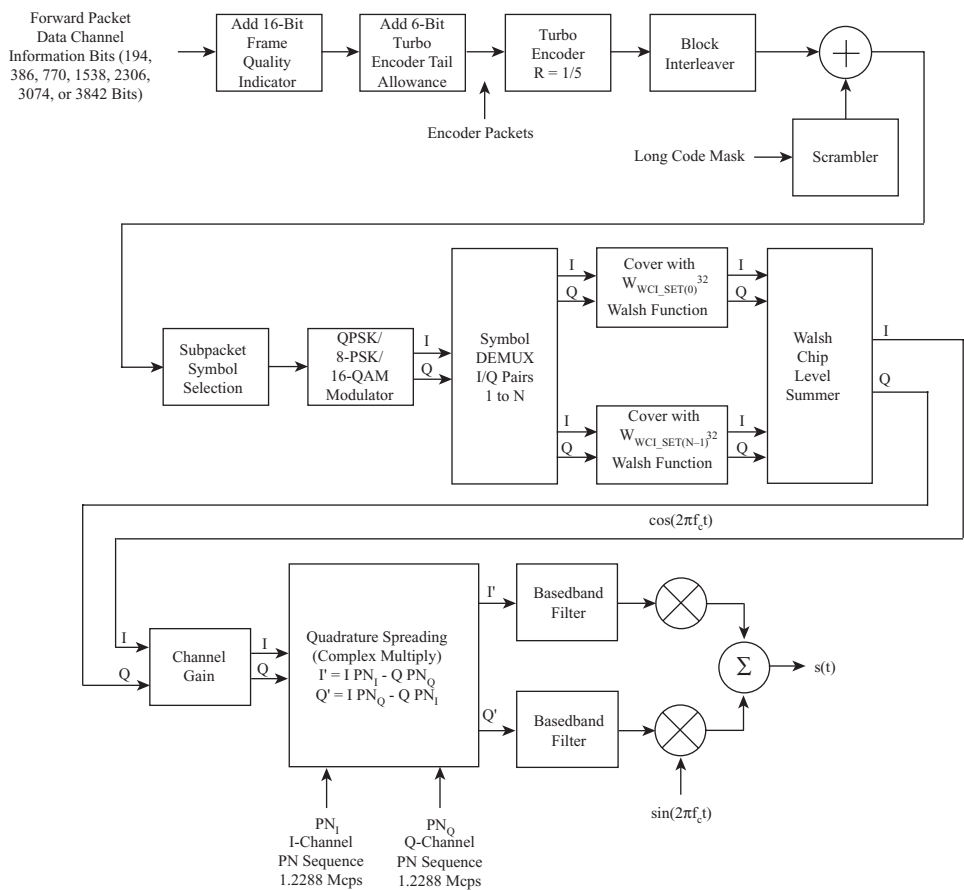 Forward Packet
Data Channel
Information Bits (194,
386, 770, 1538, 2306,
3074, or 3842 Bits)
Add 16-Bit
Frame
Quality
Indicator
Add 6-Bit
Turbo
Encoder Tail
Allowance
Encoder Packets
Turbo
Encoder
R = 1/5
Block
Interleaver
+
Long Code Mask
Scrambler
Subpacket
Symbol
Selection
QPSK/
8-PSK/
16-QAM
Modulator
I
Q
Symbol
DEMUX
I/Q Pairs
1 to N
I
Q
Cover with
W_WCI_SET(0)^32
Walsh Function
I
Q
I
Q
Cover with
W_WCI_SET(N–1)^32
Walsh Function
I
Q
Walsh
Chip
Level
Summer
I
Q
cos(2πf_ct)
I
Q
Channel
Gain
I
Q
Quadrature Spreading
(Complex Multiply)
I' = I PN_I - Q PN_Q
Q' = I PN_Q - Q PN_I
PN_I
I-Channel
PN Sequence
1.2288 Mcps
PN_Q
Q-Channel
PN Sequence
1.2288 Mcps
I'
Basedband
Filter
Q'
Basedband
Filter
sin(2πf_ct)
Σ
s(t)